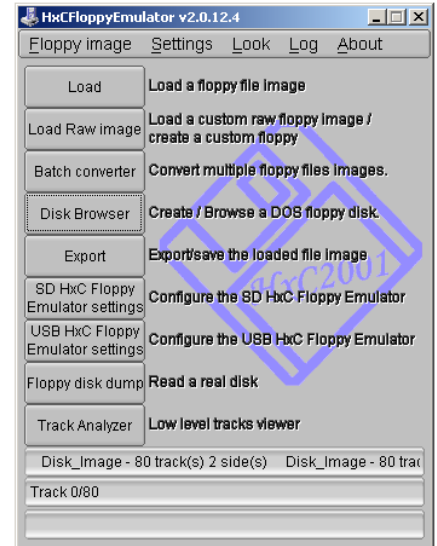 HxCFloppyEmulator v2.0.12.4
Floppy image Settings Look Log About
Load
Load a floppy file image
Load Raw image
Load a custom raw floppy image /
create a custom floppy
Batch converter
Convert multiple floppy files images.
Disk Browser
Create / Browse a DOS floppy disk.
Export
Export/save the loaded file image
SD HxC Floppy
Emulator settings
Configure the SD HxC Floppy Emulator
USB HxC Floppy
Emulator settings
Configure the USB HxC Floppy Emulator
Floppy disk dump
Read a real disk
Track Analyzer
Low level tracks viewer
HxC2001
Disk_Image - 80 track(s) 2 side(s) Disk_Image - 80 trac
Track 0/80